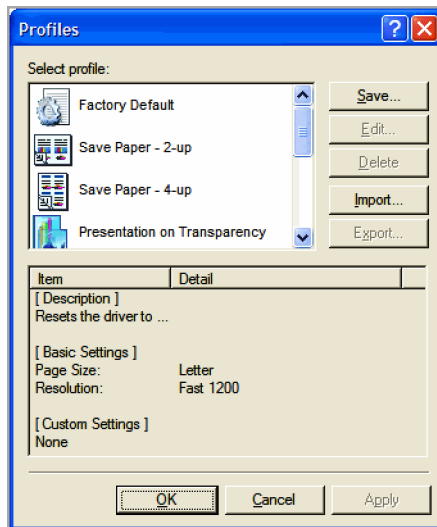 Profiles
Select profile:
Factory Default
Save Paper - 2-up
Save Paper - 4-up
Presentation on Transparency
Save...
Edit...
Delete
Import...
Export...
Item Detail
[ Description ]
Resets the driver to ...
[ Basic Settings ]
Page Size: Letter
Resolution: Fast 1200
[ Custom Settings ]
None
OK Cancel Apply